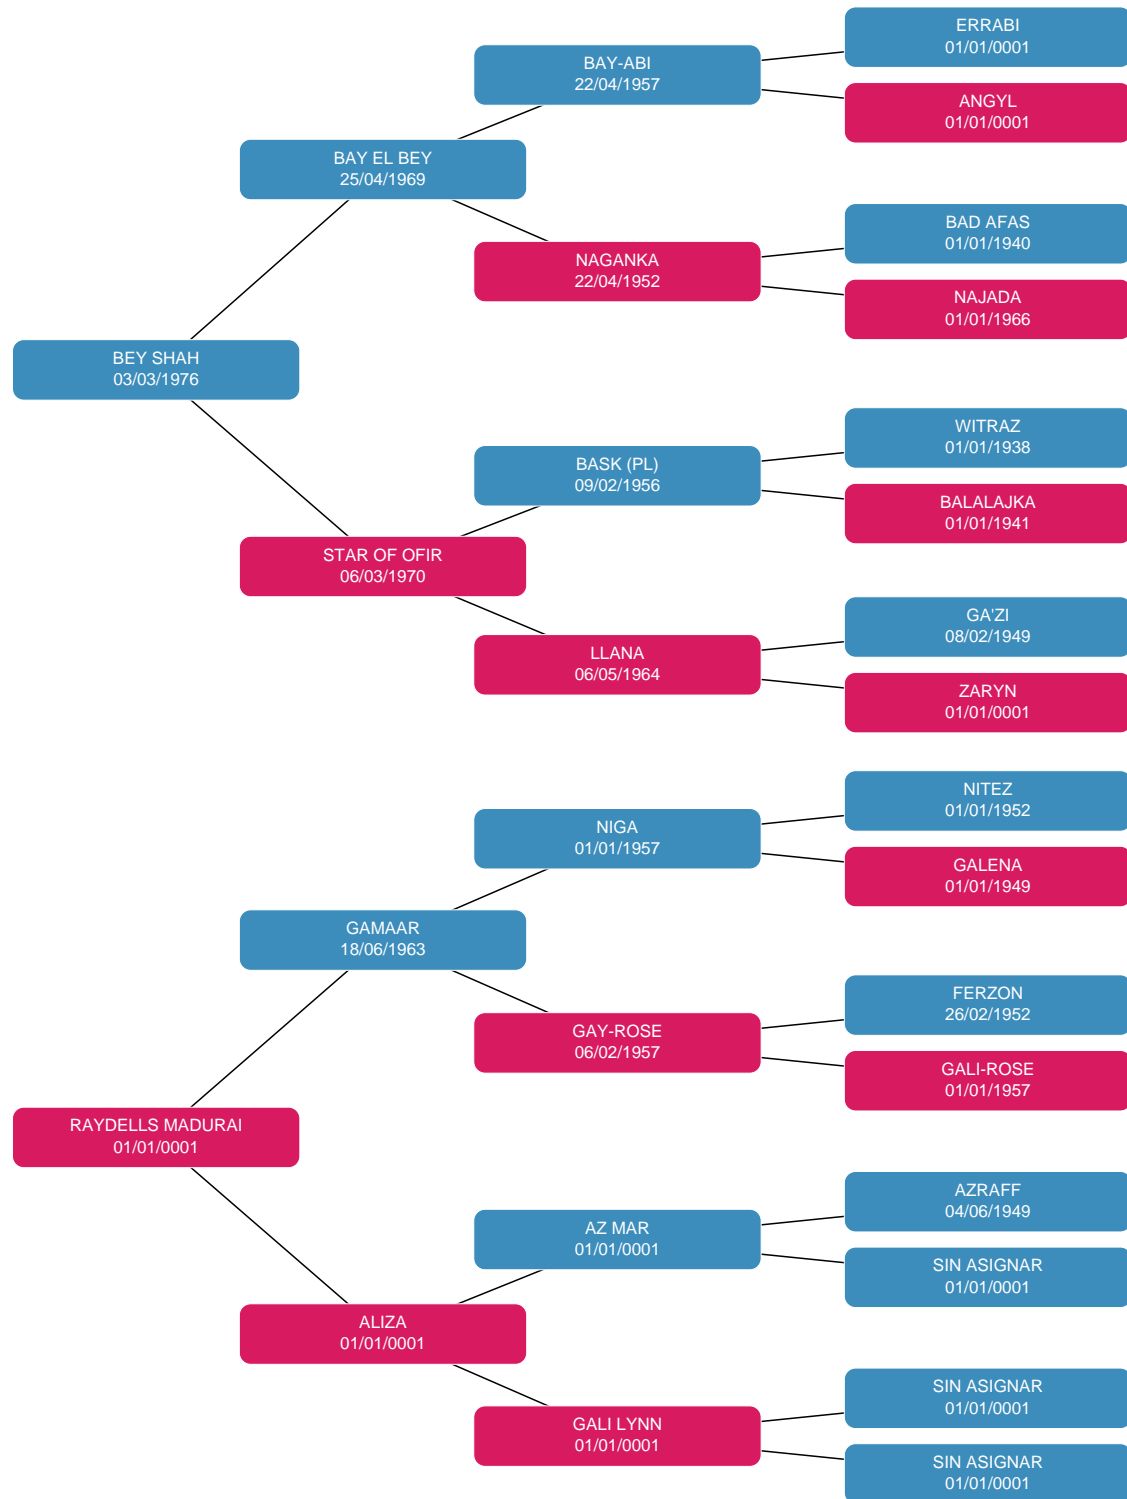 ERRABI
01/01/0001
BAY-ABI
22/04/1957
ANGYL
01/01/0001
BAY EL BEY
25/04/1969
BAD AFAS
01/01/1940
NAGANKA
22/04/1952
NAJADA
01/01/1966
BEY SHAH
03/03/1976
WITRAZ
01/01/1938
BASK (PL)
09/02/1956
BALALAJKA
01/01/1941
STAR OF OFIR
06/03/1970
GA'ZI
08/02/1949
LLANA
06/05/1964
ZARYN
01/01/0001
NITEZ
01/01/1952
NIGA
01/01/1957
GALENA
01/01/1949
GAMAAR
18/06/1963
FERZON
26/02/1952
GAY-ROSE
06/02/1957
GALI-ROSE
01/01/1957
RAYDELLS MADURAI
01/01/0001
AZRAFF
04/06/1949
AZ MAR
01/01/0001
SIN ASIGNAR
01/01/0001
ALIZA
01/01/0001
SIN ASIGNAR
01/01/0001
GALI LYNN
01/01/0001
SIN ASIGNAR
01/01/0001